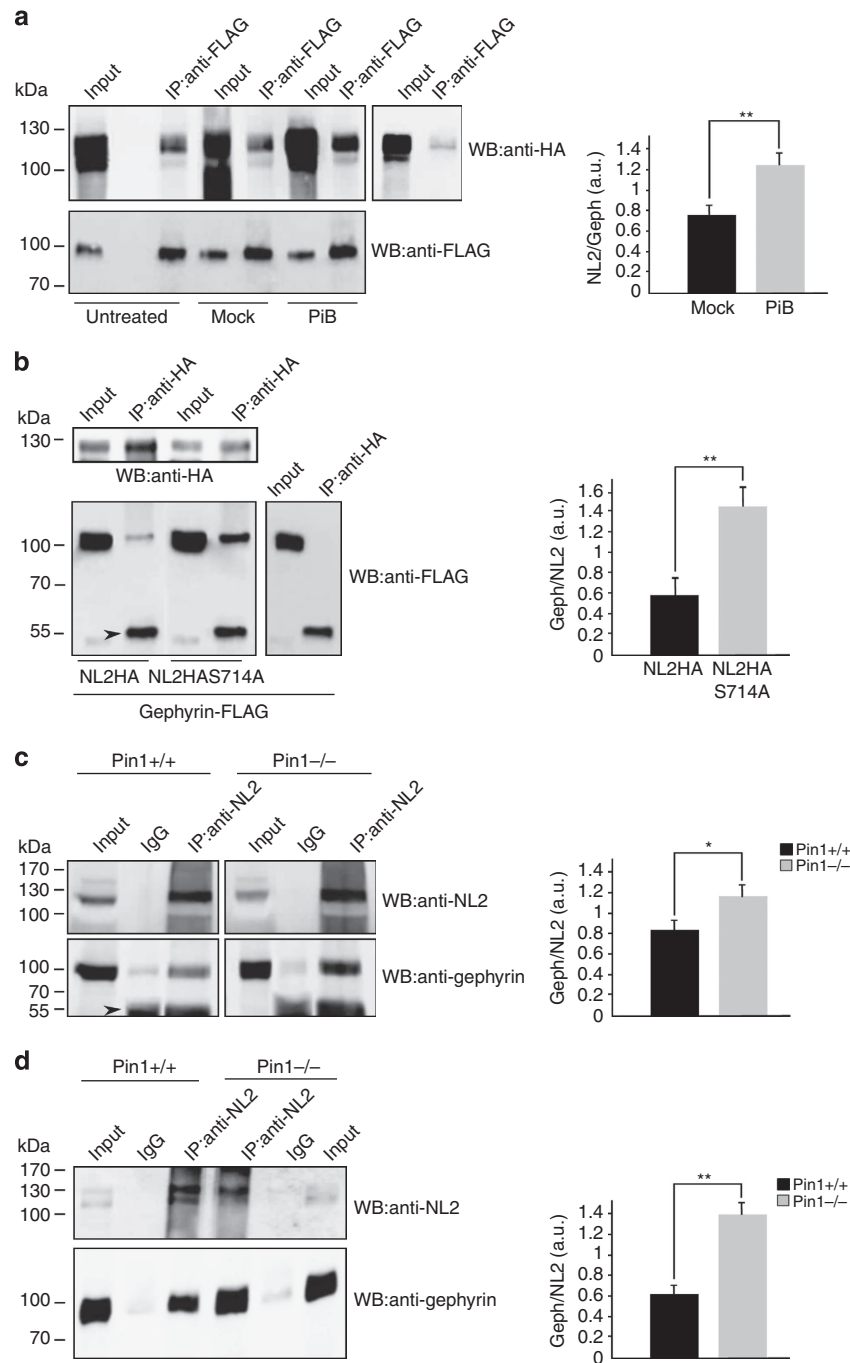 a
kDa
Input
IP:anti-FLAG
Input
IP:anti-FLAG
Input
IP:anti-FLAG
Input
IP:anti-FLAG
130
100
WB:anti-HA
100
70
WB:anti-FLAG
Untreated Mock PiB
**
1.4
1.2
1
0.8
0.6
0.4
0.2
0
NL2/Geph (a.u.)
Mock PiB
b
kDa
Input
IP:anti-HA
Input
IP:anti-HA
130
WB:anti-HA
Input
IP:anti-HA
100
70
55
WB:anti-FLAG
NL2HA NL2HAS714A
Gephyrin-FLAG
**
1.6
1.4
1.2
1
0.8
0.6
0.4
0.2
0
Geph/NL2 (a.u.)
NL2HA NL2HA
S714A
c
Pin1+/+ Pin1–/–
kDa
Input
IgG
IP:anti-NL2
Input
IgG
IP:anti-NL2
170
130
100
WB:anti-NL2
100
70
55
WB:anti-gephyrin
*
Pin1+/+
Pin1–/–
1.4
1.2
1
0.8
0.6
0.4
0.2
0
Geph/NL2 (a.u.)
d
Pin1+/+ Pin1–/–
kDa
Input
IgG
IP:anti-NL2
IP:anti-NL2
IgG
Input
170
130
100
WB:anti-NL2
100
70
WB:anti-gephyrin
**
Pin1+/+
Pin1–/–
1.4
1.2
1
0.8
0.6
0.4
0.2
0
Geph/NL2 (a.u.)